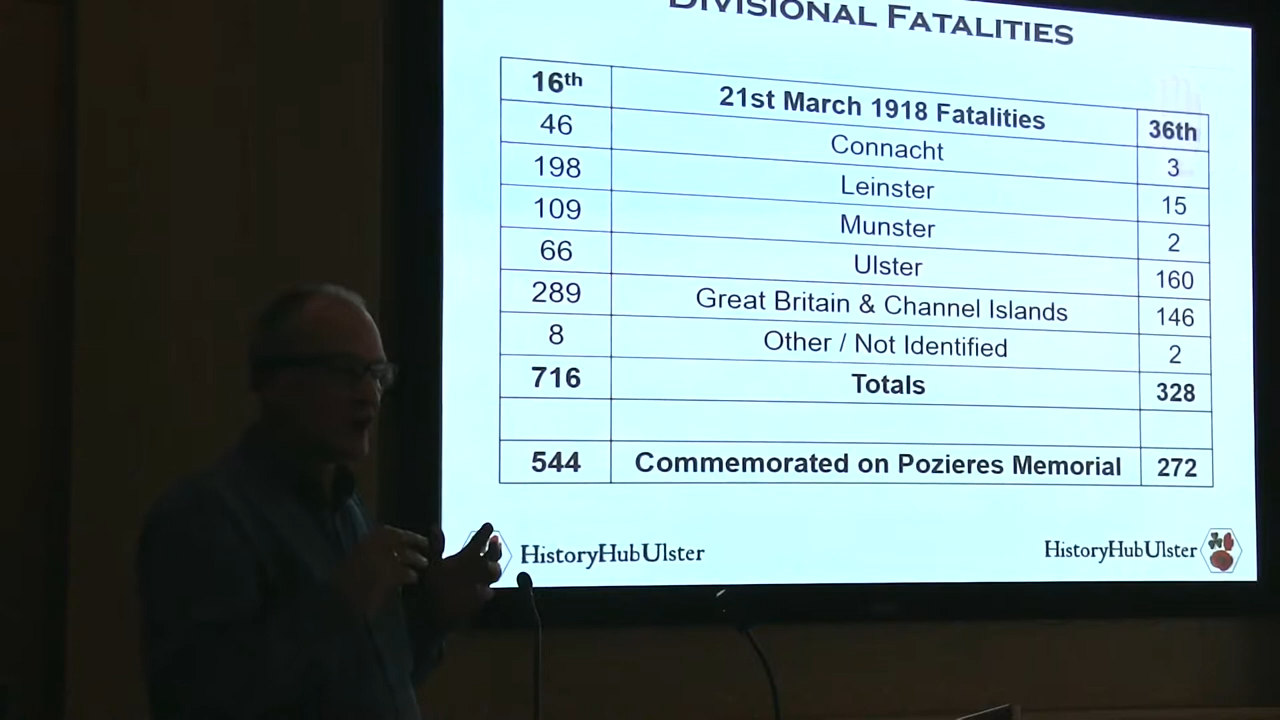 DIVISIONAL FATALITIES
16th 21st March 1918 Fatalities 36th
46 Connacht 3
198 Leinster 15
109 Munster 2
66 Ulster 160
289 Great Britain & Channel Islands 146
8 Other / Not Identified 2
716 Totals 328
544 Commemorated on Pozieres Memorial 272
HistoryHubUlster HistoryHubUlster